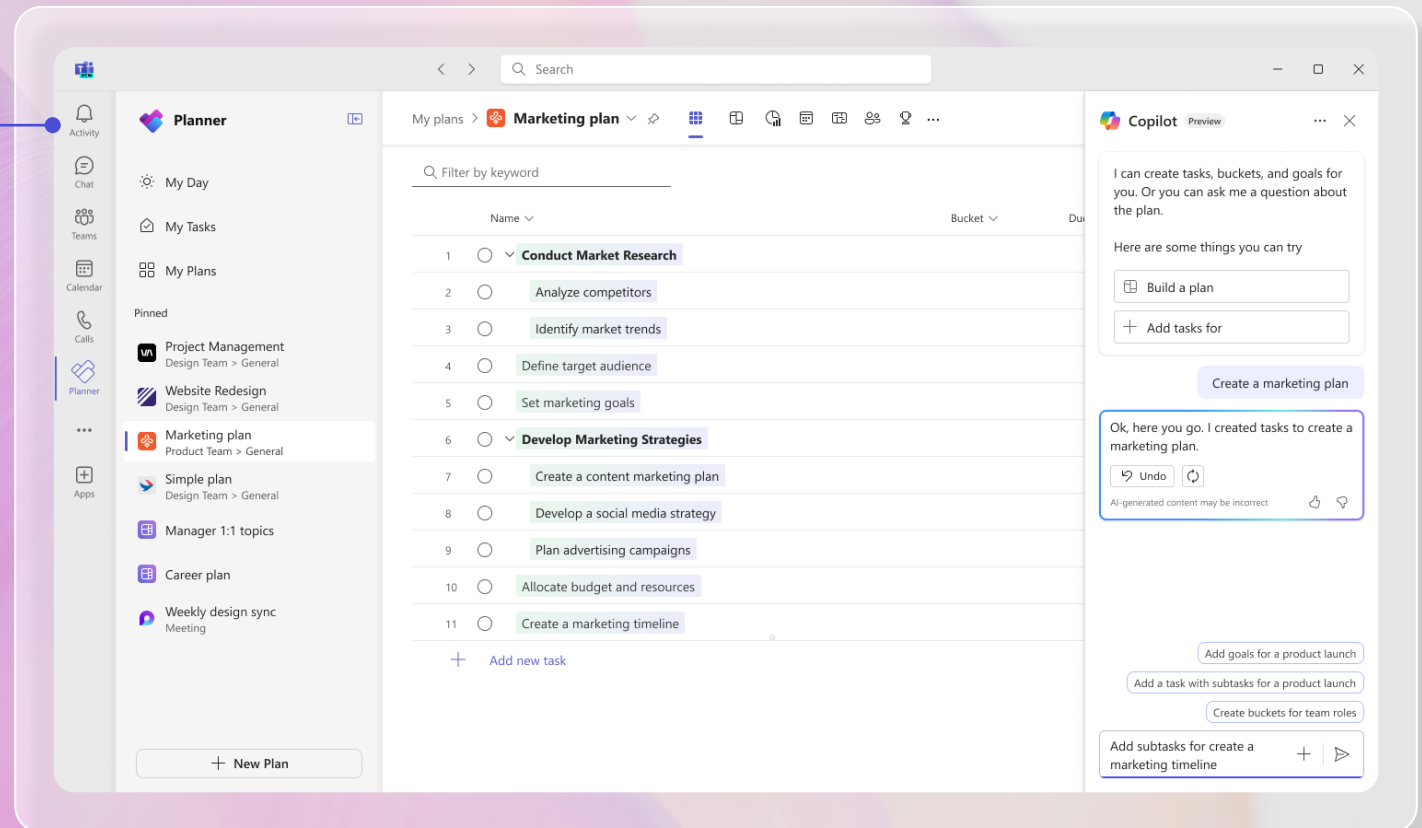 Search
Activity
Chat
Teams
Calendar
Calls
Planner
Apps
Planner
My Day
My Tasks
My Plans
Pinned
Project Management
Design Team > General
Website Redesign
Design Team > General
Marketing plan
Product Team > General
Simple plan
Design Team > General
Manager 1:1 topics
Career plan
Weekly design sync
Meeting
New Plan
My plans > Marketing plan
Filter by keyword
Name Bucket Du
1 Conduct Market Research
2 Analyze competitors
3 Identify market trends
4 Define target audience
5 Set marketing goals
6 Develop Marketing Strategies
7 Create a content marketing plan
8 Develop a social media strategy
9 Plan advertising campaigns
10 Allocate budget and resources
11 Create a marketing timeline
Add new task
Copilot Preview
I can create tasks, buckets, and goals for
you. Or you can ask me a question about
the plan.
Here are some things you can try
Build a plan
Add tasks for
Create a marketing plan
Ok, here you go. I created tasks to create a
marketing plan.
Undo
AI-generated content may be incorrect
Add goals for a product launch
Add a task with subtasks for a product launch
Create buckets for team roles
Add subtasks for create a
marketing timeline